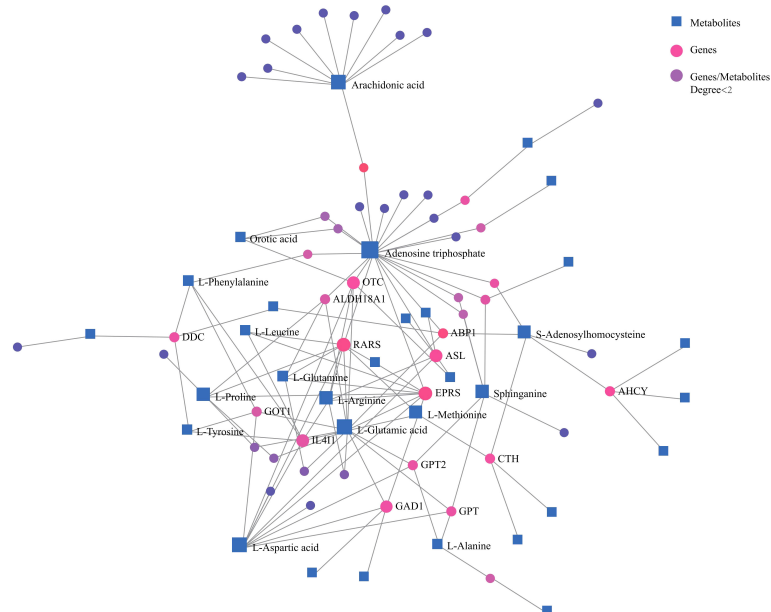 Metabolites
Genes
Genes/Metabolites
Degree<2
Arachidonic acid
Orotic acid
Adenosine triphosphate
L-Phenylalanine
OTC
ALDH18A1
L-Leucine
ABP1
S-Adenosylhomocysteine
DDC
RARS
ASL
L-Glutamine
EPRS
Sphinganine
AHCY
L-Proline
L-Arginine
GOT1
L-Methionine
L-Tyrosine
L-Glutamic acid
IL4I1
GPT2
CTH
GAD1
GPT
L-Aspartic acid
L-Alanine